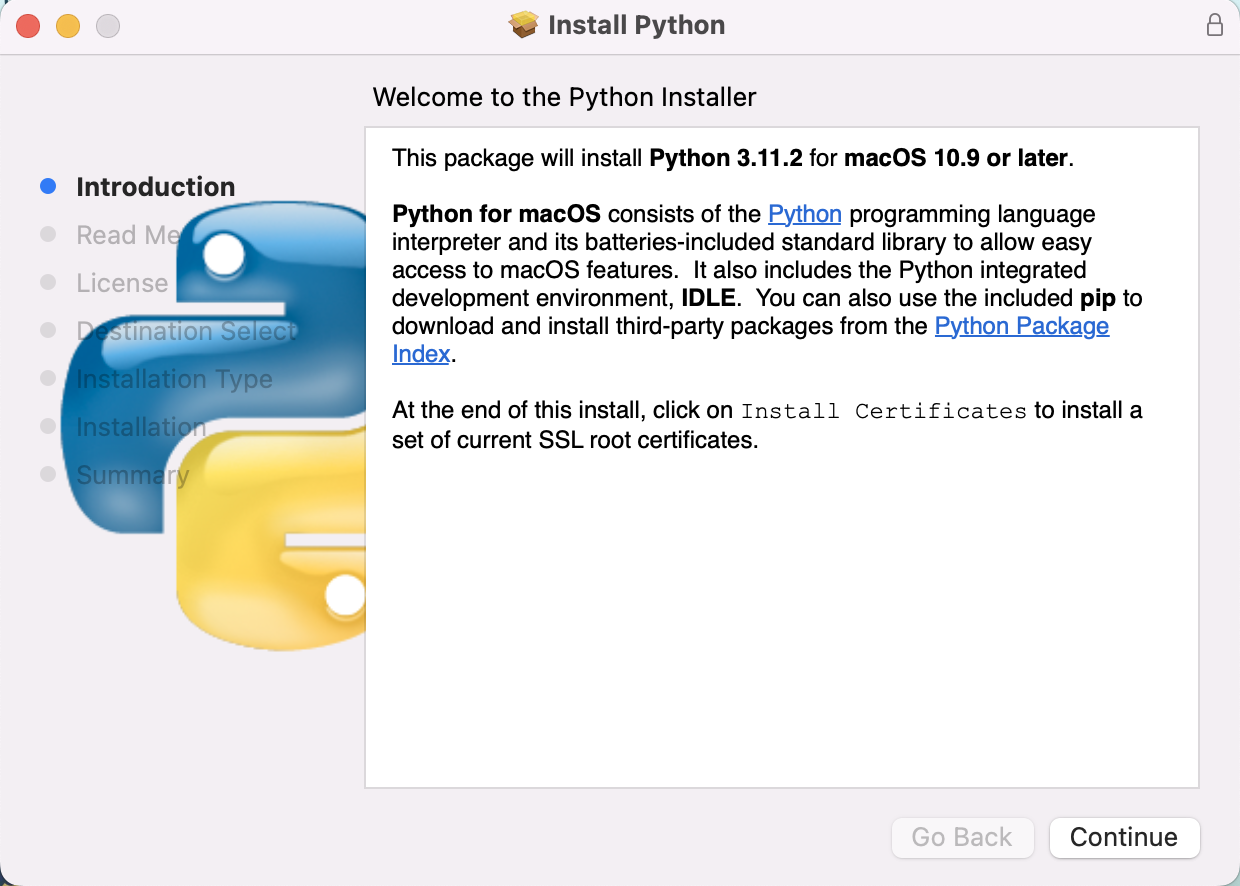 Install Python
Welcome to the Python Installer
Introduction
Read Me
License
Destination Select
Installation Type
Installation
Summary
This package will install Python 3.11.2 for macOS 10.9 or later.
Python for macOS consists of the Python programming language
interpreter and its batteries-included standard library to allow easy
access to macOS features.  It also includes the Python integrated
development environment, IDLE.  You can also use the included pip to
download and install third-party packages from the Python Package
Index.
At the end of this install, click on Install Certificates to install a
set of current SSL root certificates.
Go Back
Continue